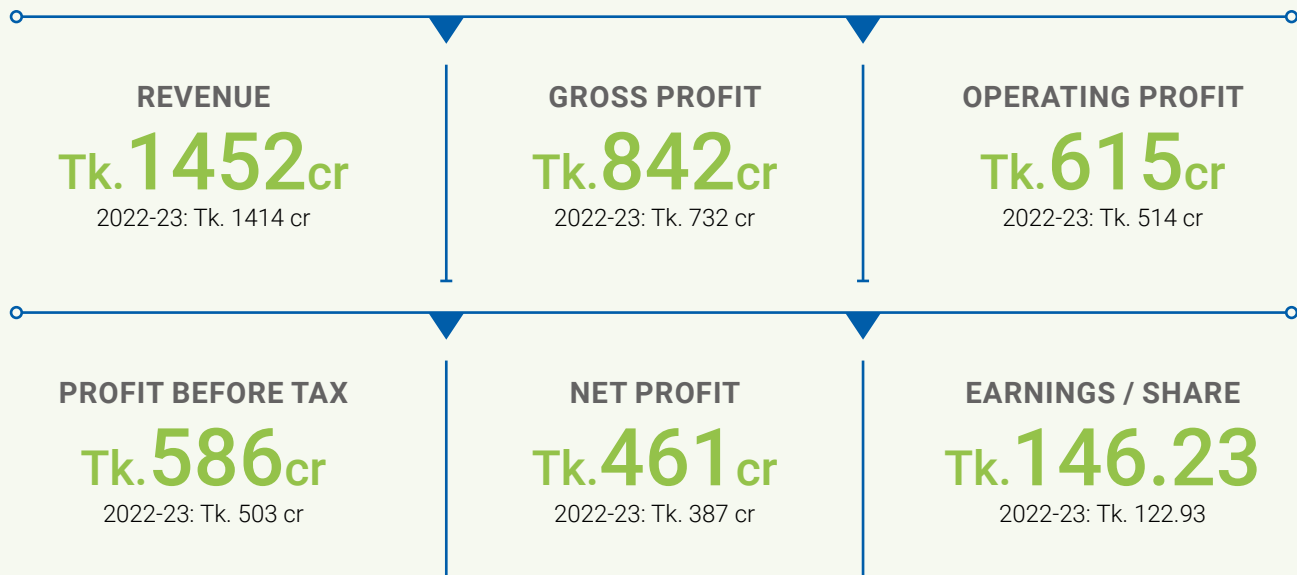 REVENUE
Tk.1452cr
2022-23: Tk. 1414 cr
GROSS PROFIT
Tk.842cr
2022-23: Tk. 732 cr
OPERATING PROFIT
Tk.615cr
2022-23: Tk. 514 cr
PROFIT BEFORE TAX
Tk.586cr
2022-23: Tk. 503 cr
NET PROFIT
Tk.461cr
2022-23: Tk. 387 cr
EARNINGS / SHARE
Tk.146.23
2022-23: Tk. 122.93